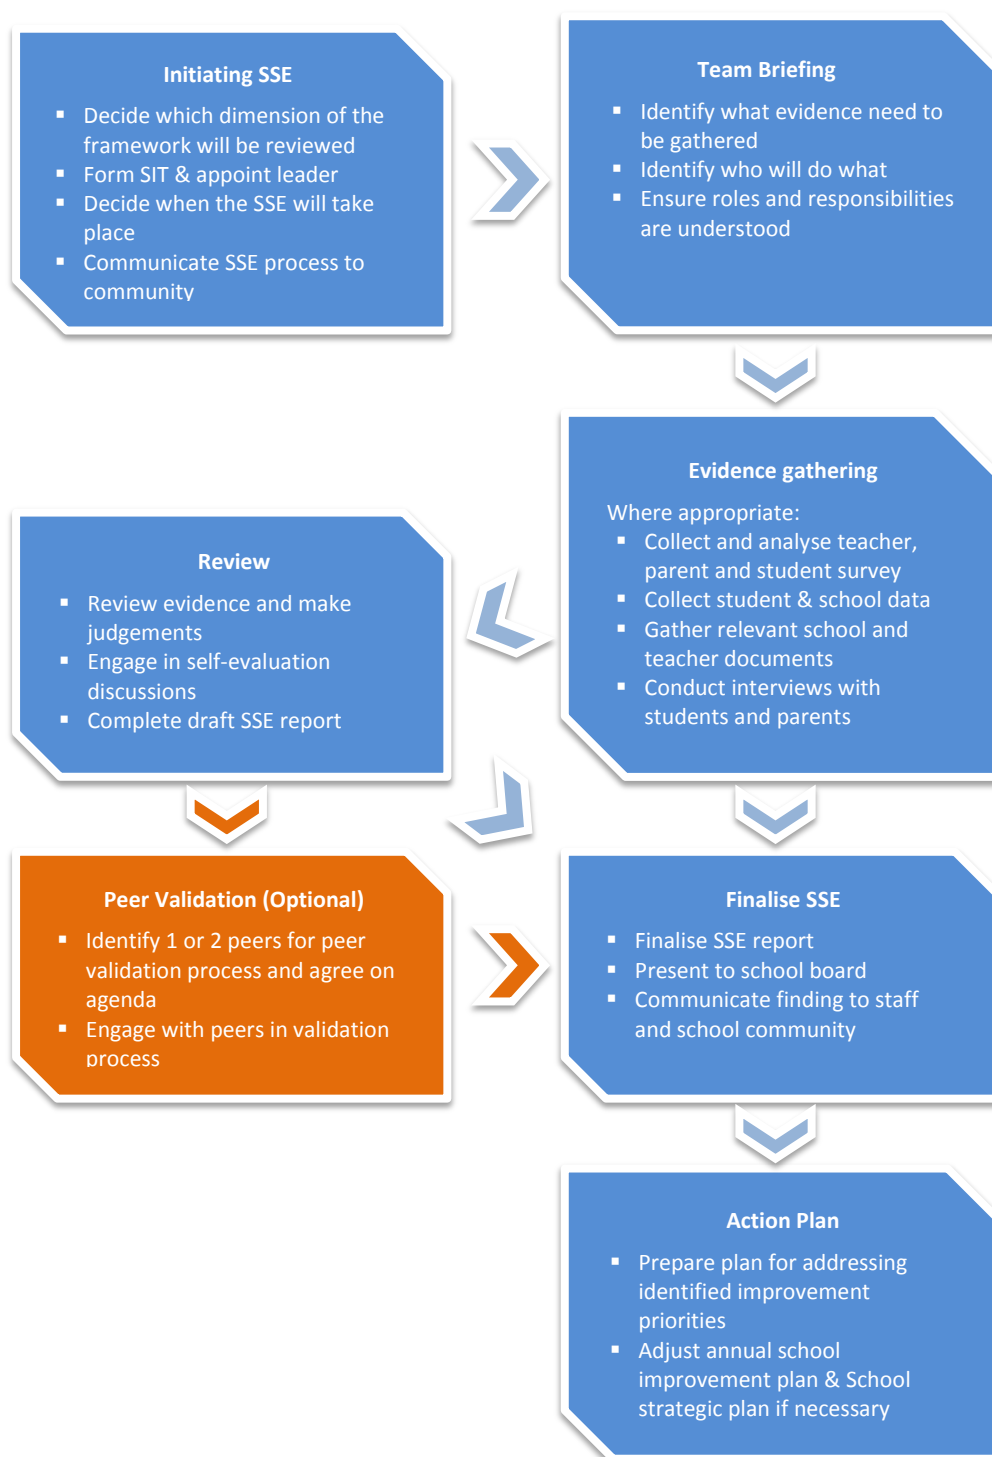 Initiating SSE
▪ Decide which dimension of the
framework will be reviewed
▪ Form SIT & appoint leader
▪ Decide when the SSE will take
place
▪ Communicate SSE process to
community
Team Briefing
▪ Identify what evidence need to
be gathered
▪ Identify who will do what
▪ Ensure roles and responsibilities
are understood
Evidence gathering
Where appropriate:
▪ Collect and analyse teacher,
parent and student survey
▪ Collect student & school data
▪ Gather relevant school and
teacher documents
▪ Conduct interviews with
students and parents
Review
▪ Review evidence and make
judgements
▪ Engage in self-evaluation
discussions
▪ Complete draft SSE report
Peer Validation (Optional)
▪ Identify 1 or 2 peers for peer
validation process and agree on
agenda
▪ Engage with peers in validation
process
Finalise SSE
▪ Finalise SSE report
▪ Present to school board
▪ Communicate finding to staff
and school community
Action Plan
▪ Prepare plan for addressing
identified improvement
priorities
▪ Adjust annual school
improvement plan & School
strategic plan if necessary